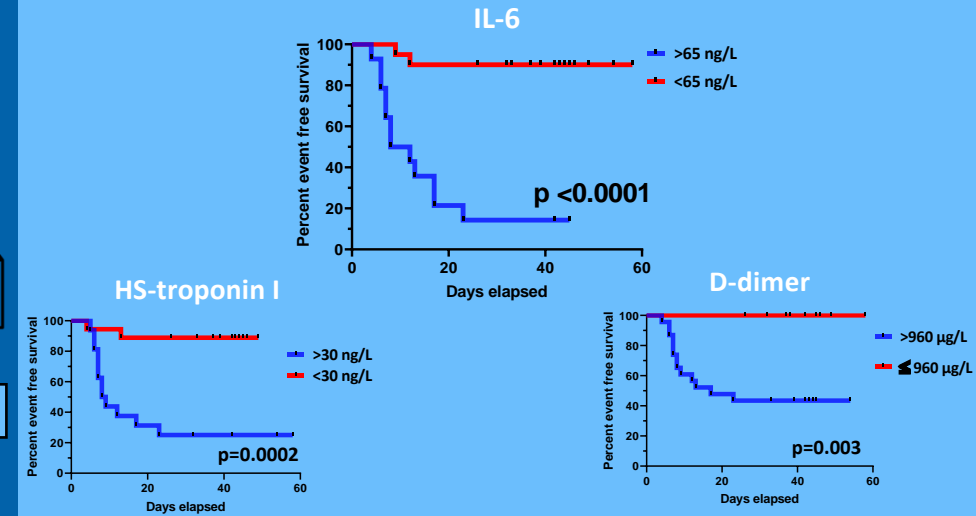 IL-6
Percent event free survival
100
80
60
40
20
0
0 20 40 60
Days elapsed
>65 ng/L
<65 ng/L
p <0.0001
HS-troponin I
Percent event free survival
100
80
60
40
20
0
0 20 40 60
Days elapsed
>30 ng/L
<30 ng/L
p=0.0002
D-dimer
Percent event free survival
100
80
60
40
20
0
0 20 40 60
Days elapsed
>960 µg/L
≦960 µg/L
p=0.003